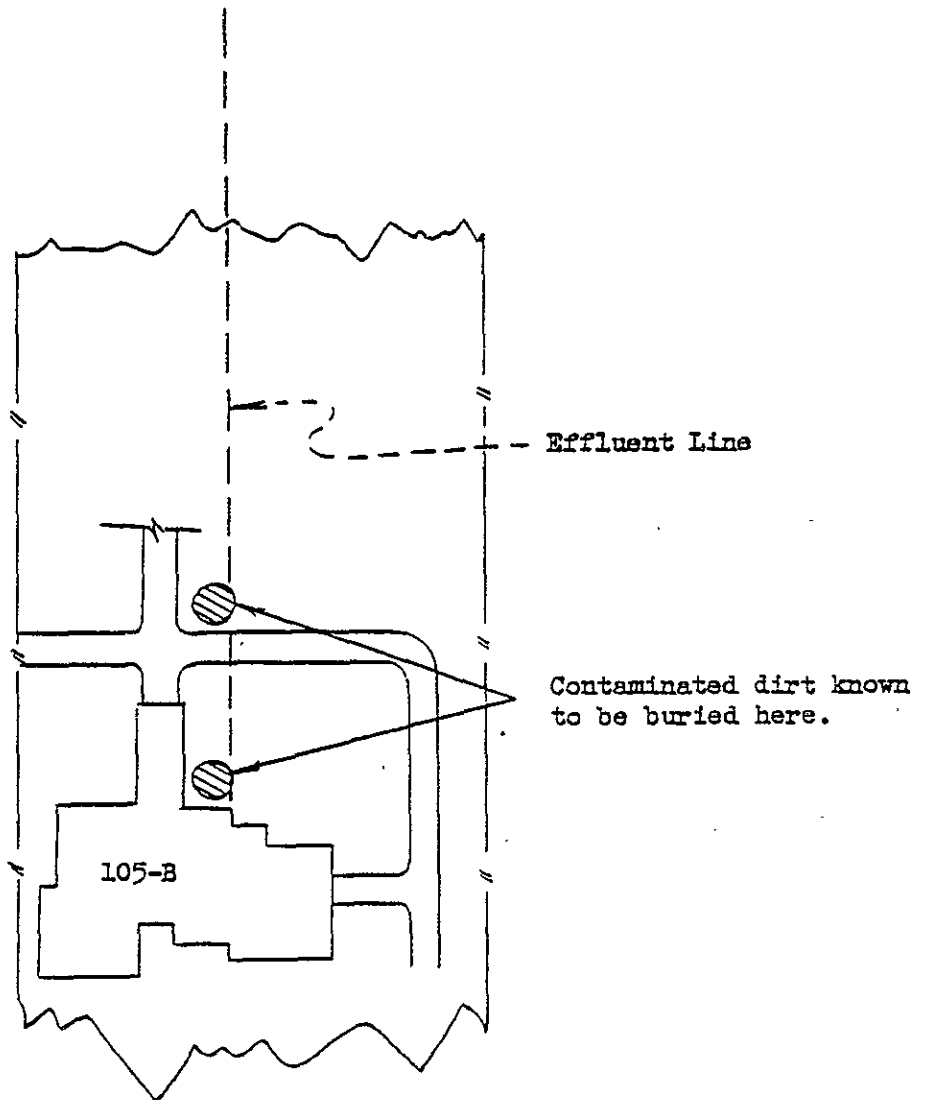 Effluent Line
Contaminated dirt known
to be buried here.
105-B